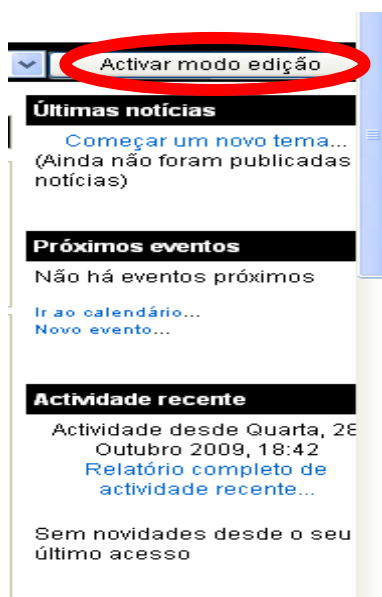 Activar modo edição
Últimas notícias
Começar um novo tema...
(Ainda não foram publicadas
notícias)
Próximos eventos
Não há eventos próximos
Ir ao calendário...
Novo evento...
Actividade recente
Actividade desde Quarta, 28
Outubro 2009, 18:42
Relatório completo de
actividade recente...
Sem novidades desde o seu
último acesso